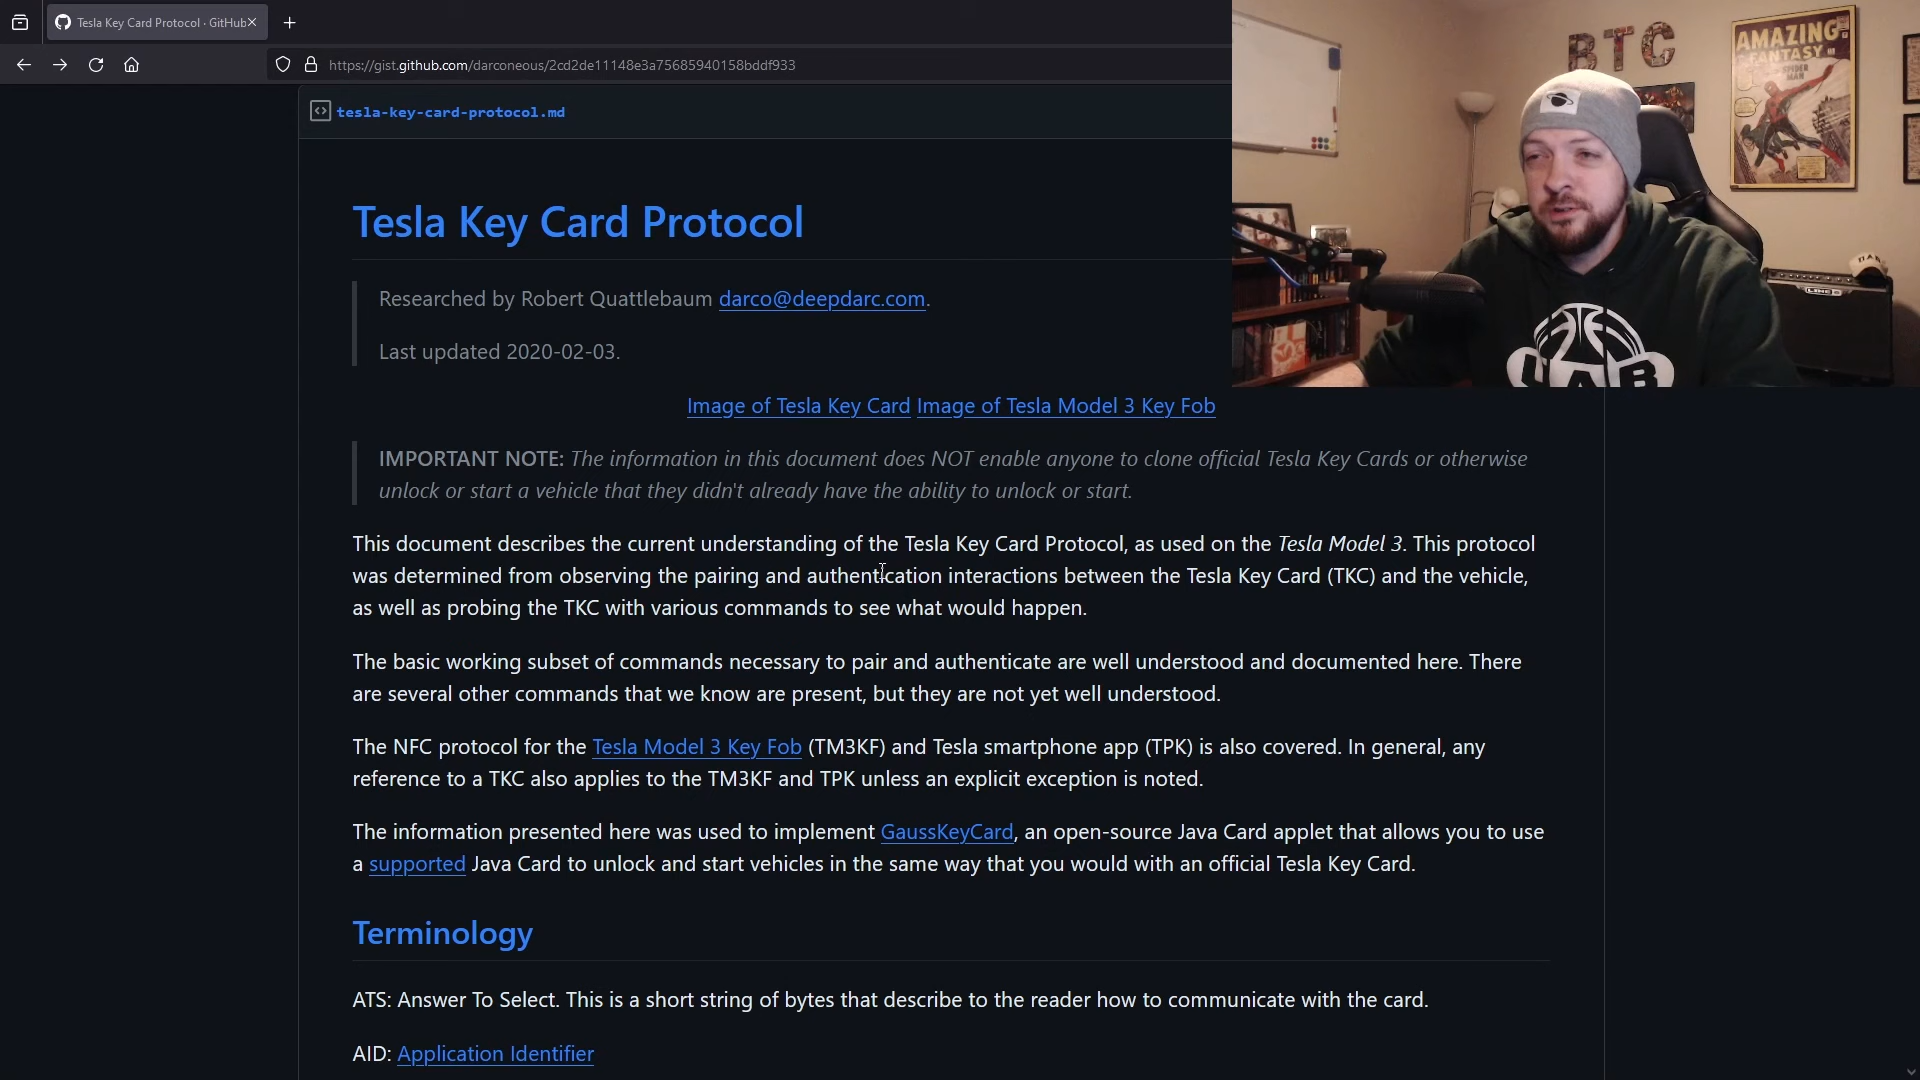 Tesla Key Card Protocol · GitHub
https://gist.github.com/darconeous/2cd2de11148e3a75685940158bddf933
tesla-key-card-protocol.md
Tesla Key Card Protocol
Researched by Robert Quattlebaum darco@deepdarc.com.
Last updated 2020-02-03.
Image of Tesla Key Card Image of Tesla Model 3 Key Fob
IMPORTANT NOTE: The information in this document does NOT enable anyone to clone official Tesla Key Cards or otherwise
unlock or start a vehicle that they didn't already have the ability to unlock or start.
This document describes the current understanding of the Tesla Key Card Protocol, as used on the Tesla Model 3. This protocol
was determined from observing the pairing and authentication interactions between the Tesla Key Card (TKC) and the vehicle,
as well as probing the TKC with various commands to see what would happen.
The basic working subset of commands necessary to pair and authenticate are well understood and documented here. There
are several other commands that we know are present, but they are not yet well understood.
The NFC protocol for the Tesla Model 3 Key Fob (TM3KF) and Tesla smartphone app (TPK) is also covered. In general, any
reference to a TKC also applies to the TM3KF and TPK unless an explicit exception is noted.
The information presented here was used to implement GaussKeyCard, an open-source Java Card applet that allows you to use
a supported Java Card to unlock and start vehicles in the same way that you would with an official Tesla Key Card.
Terminology
ATS: Answer To Select. This is a short string of bytes that describe to the reader how to communicate with the card.
AID: Application Identifier
BTC
AMAZING
FANTASY
SPIDER
MAN
LINE 6
LAB